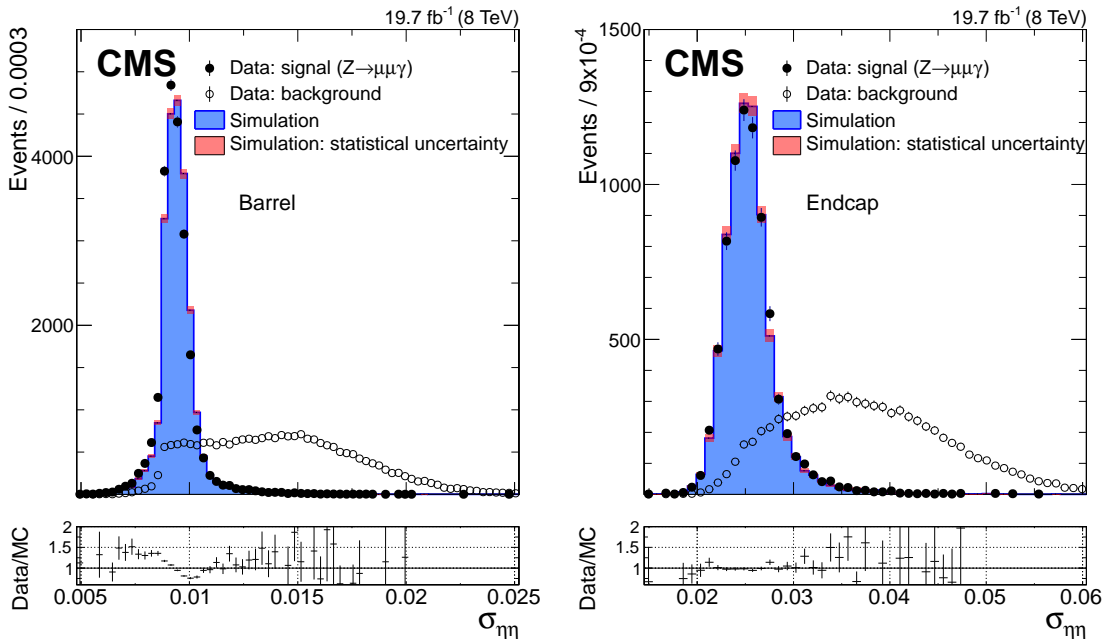 19.7 fb⁻¹ (8 TeV)
CMS
Data: signal (Z→μμγ)
Data: background
Simulation
Simulation: statistical uncertainty
Barrel
Events / 0.0003
4000
2000
Data/MC
2
1.5
1
0.005
0.01
0.015
0.02
0.025
σηη
19.7 fb⁻¹ (8 TeV)
CMS
Data: signal (Z→μμγ)
Data: background
Simulation
Simulation: statistical uncertainty
Endcap
Events / 9x10⁻⁴
1500
1000
500
0
Data/MC
2
1.5
1
0.02
0.03
0.04
0.05
0.06
σηη